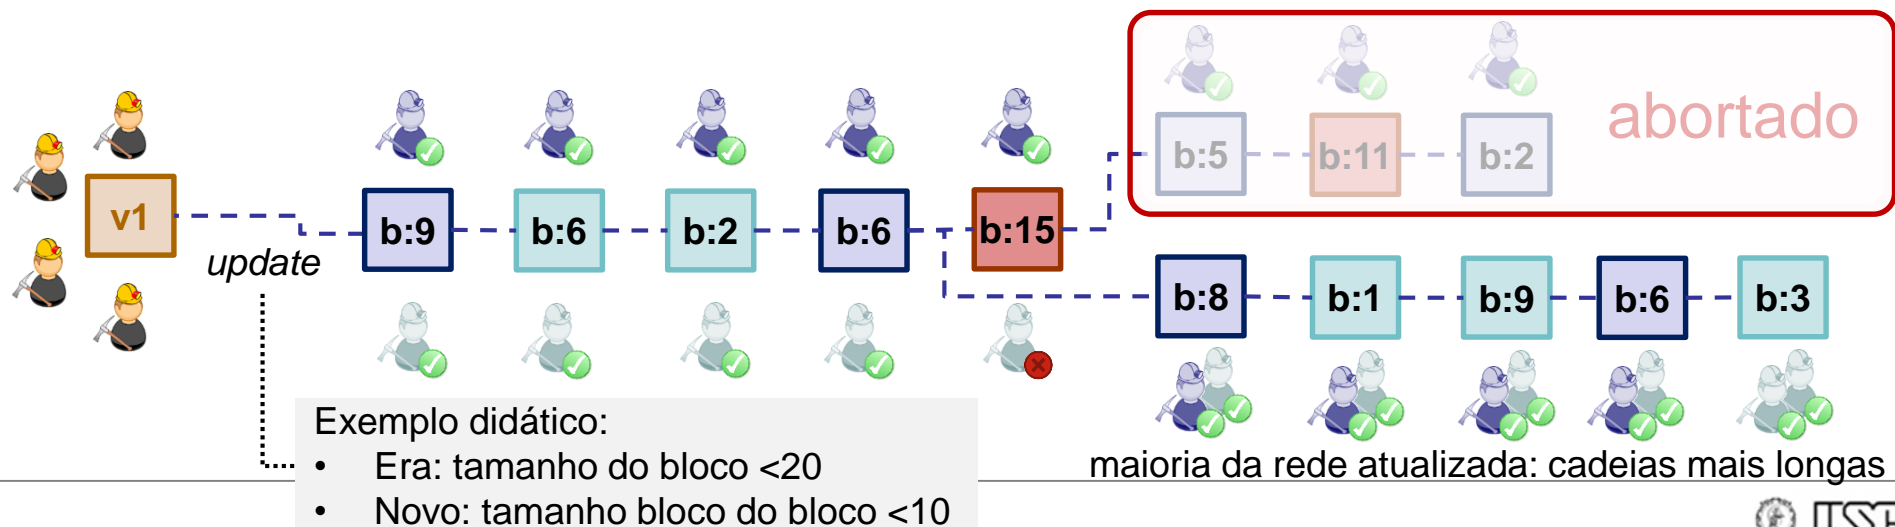 abortado
b:5 b:11 b:2
v1 b:9 b:6 b:2 b:6 b:15
update
b:8 b:1 b:9 b:6 b:3
Exemplo didático:
• Era: tamanho do bloco <20
• Novo: tamanho bloco do bloco <10
maioria da rede atualizada: cadeias mais longas